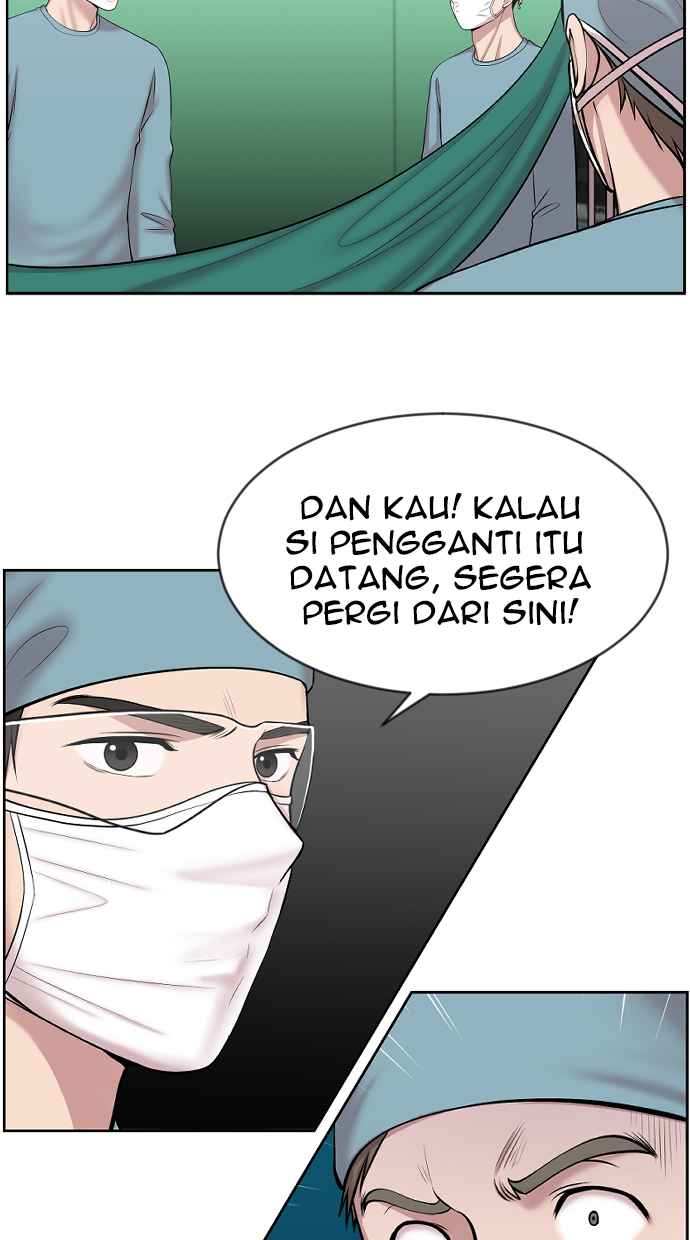 DAN KAU! KALAU
SI PENGGANTI ITU
DATANG, SEGERA
PERGI DARI SINI!